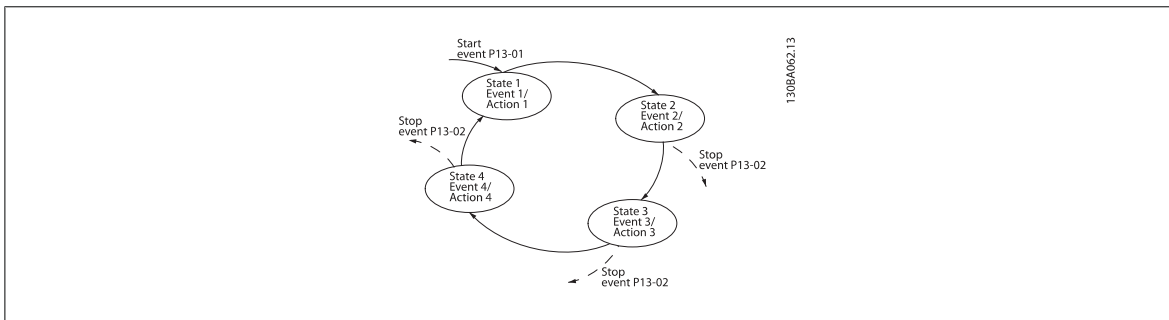 Start
event P13-01
130BA062.13
State 1
Event 1/
Action 1
State 2
Event 2/
Action 2
Stop
event P13-02
Stop
event P13-02
State 4
Event 4/
Action 4
State 3
Event 3/
Action 3
Stop
event P13-02